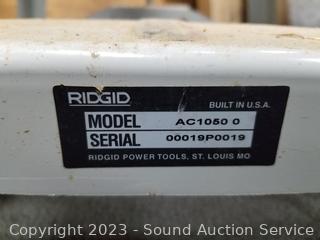 RIDGID
BUILT IN U.S.A.
MODEL AC1050 0
SERIAL 00019P0019
RIDGID POWER TOOLS, ST. LOUIS MO
Copyright 2023 - Sound Auction Service